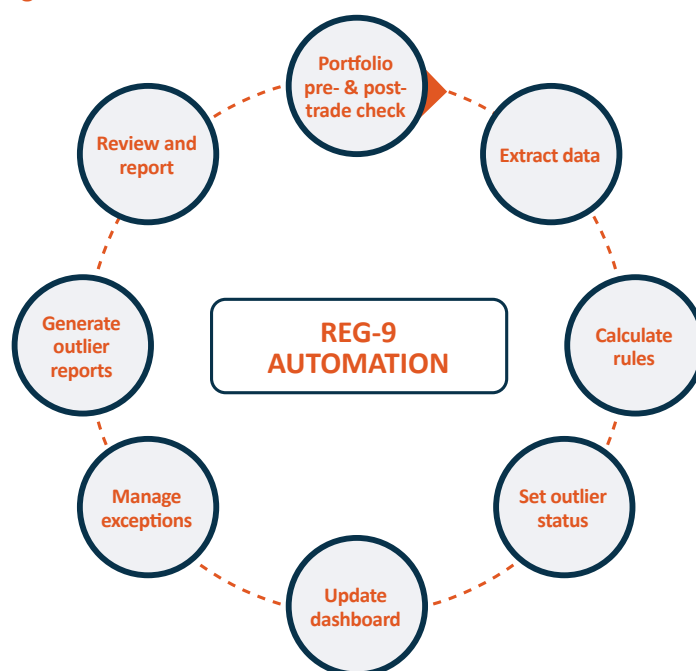 Portfolio
pre- & post-
trade check
Extract data
Calculate
rules
Set outlier
status
Update
dashboard
Manage
exceptions
Generate
outlier
reports
Review and
report
REG-9
AUTOMATION